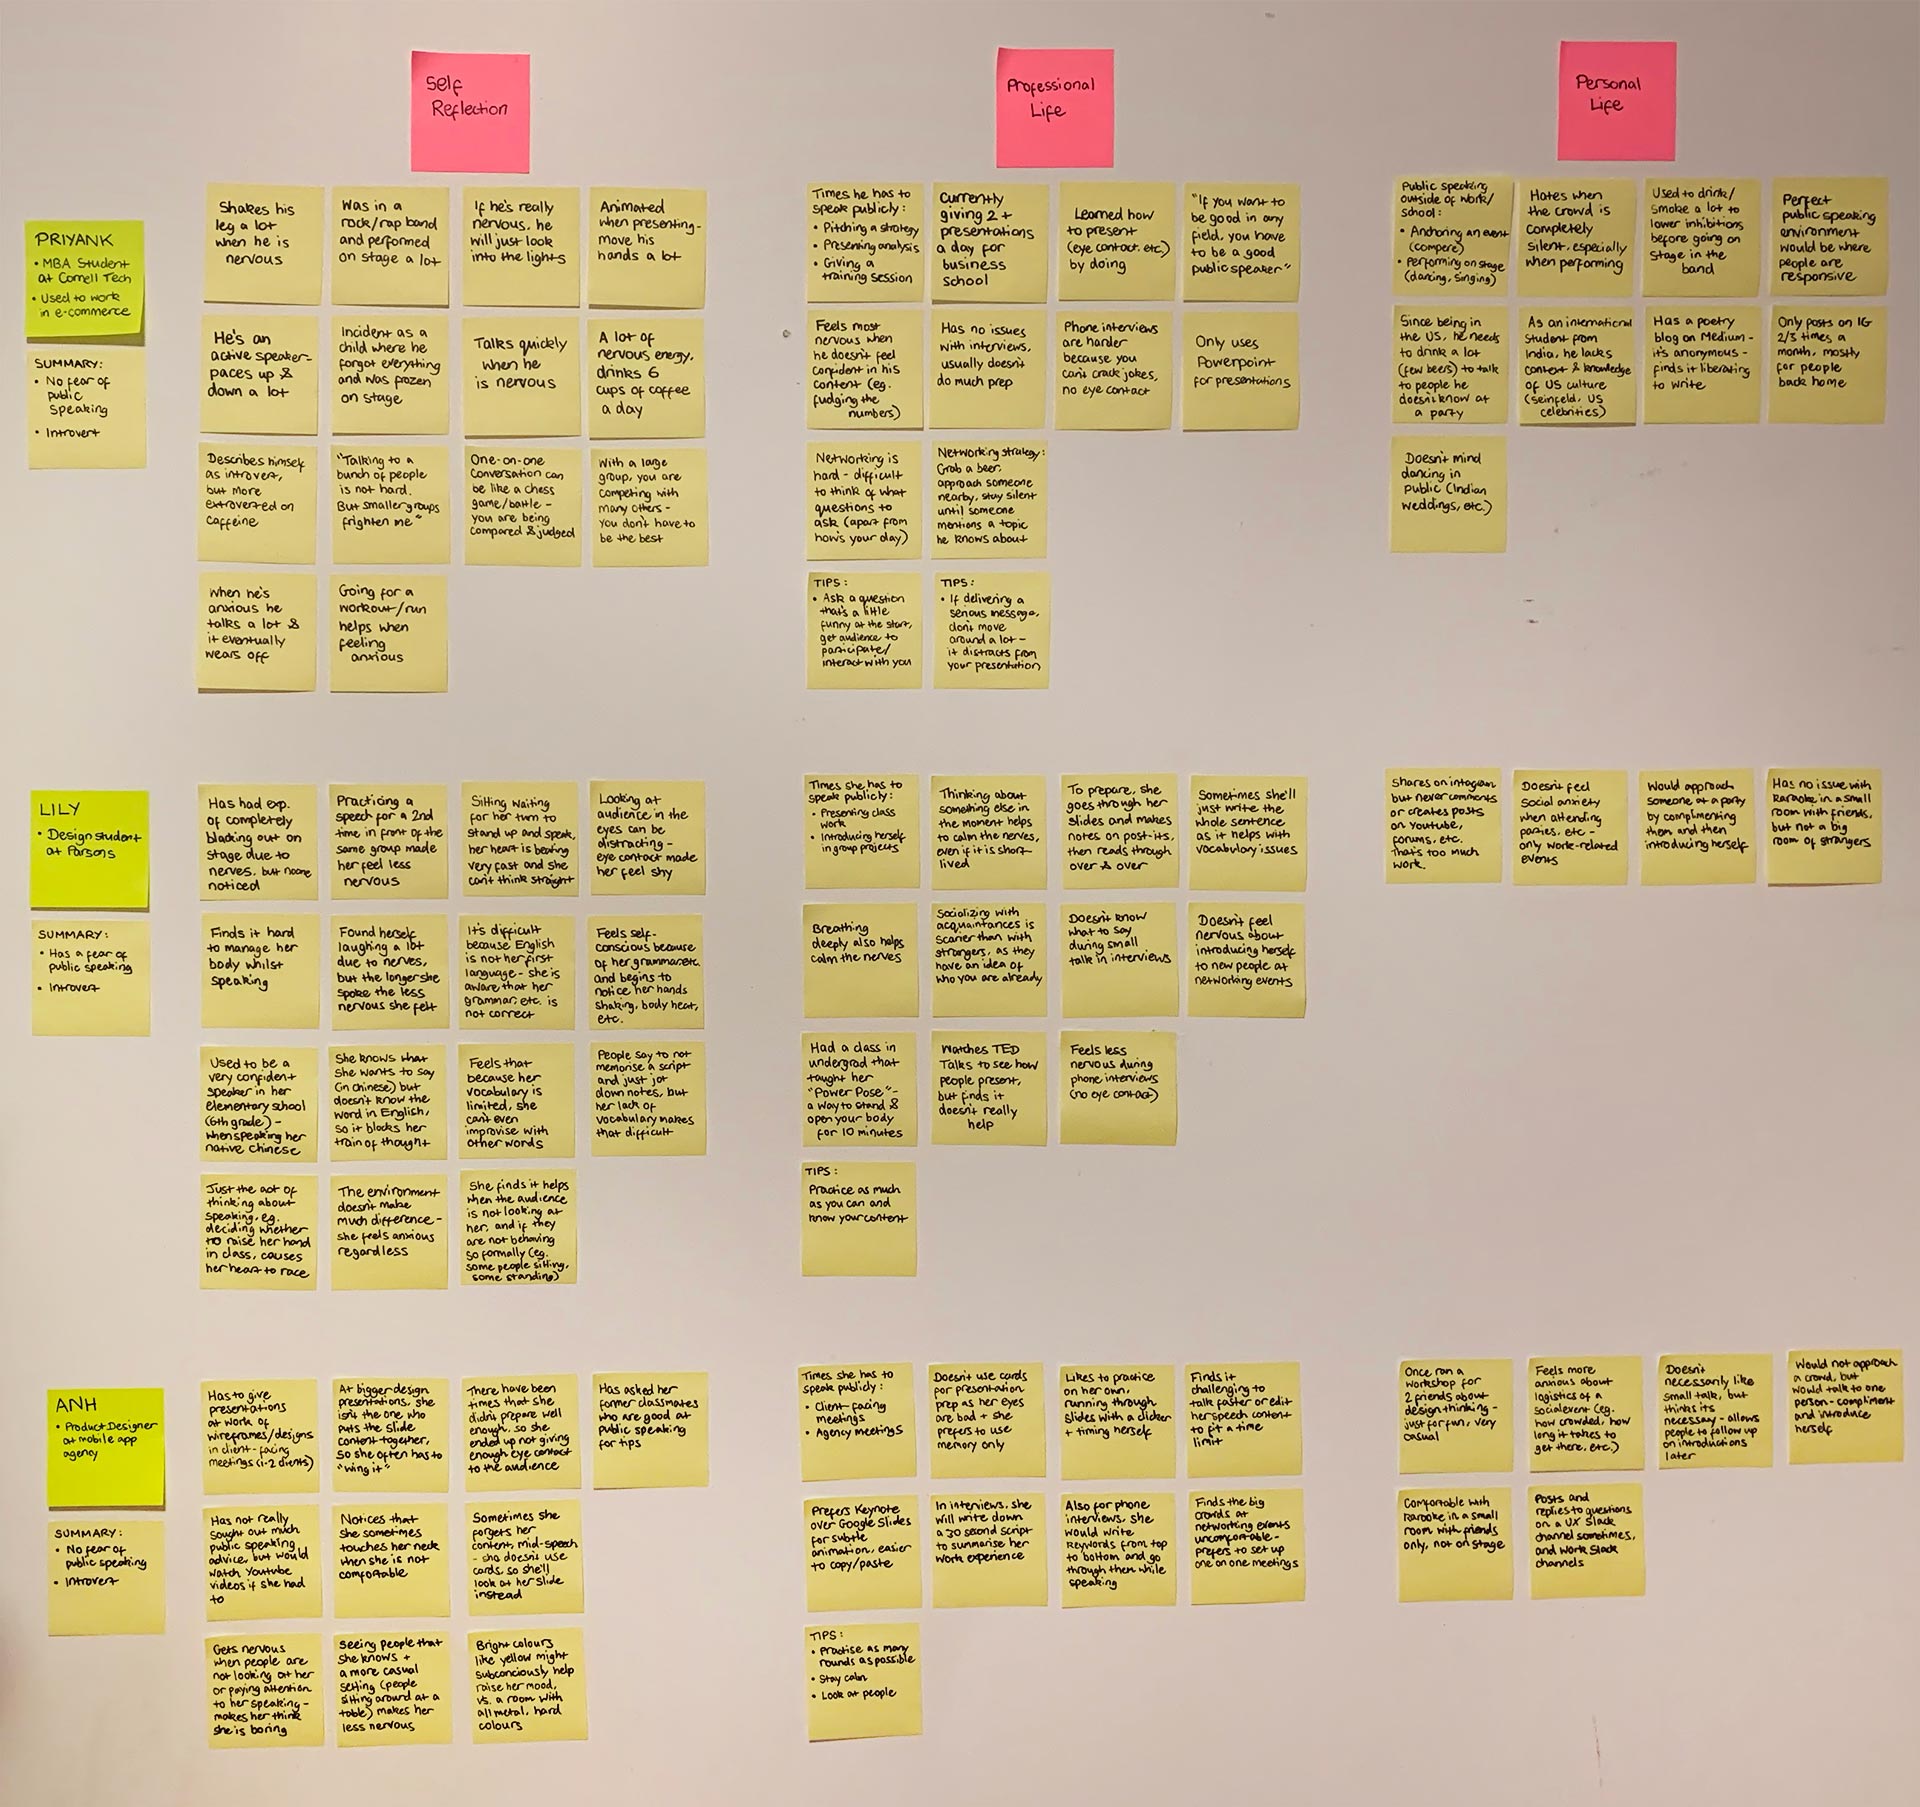 Self
Reflection
Professional
Life
Personal
Life
PRIYANK
• MBA Student
at Cornell Tech
• Used to work
in e-commerce
SUMMARY:
• No fear of
public
speaking
• Introvert
Shakes his
leg a lot
when he is
nervous
Was in a
rock/rap band
and performed
on stage a lot
If he's really
nervous, he
will just look
into the lights
Animated
when presenting-
move his
hands a lot
He's an
active speaker-
paces up &
down a lot
Incident as a
child where he
forgot everything
and was frozen
on stage
Talks quickly
when he
is nervous
A lot of
nervous energy,
drinks 6
cups of coffee
a day
Describes himself
as introvert,
but more
extroverted on
caffeine
"Talking to a
bunch of people
is not hard.
But smaller groups
frighten me"
One-on-one
conversation can
be like a chess
game/battle -
you are being
compared & judged
With a large
group, you are
competing with
many others -
you don't have to
be the best
When he's
anxious he
talks a lot &
it eventually
wears off
Going for a
workout/run
helps when
feeling
anxious
Times he has to
speak publicly:
• Pitching a strategy
• Presenting analysis
• Giving a
training session
Currently
giving 2+
presentations
a day for
business
school
Learned how
to present
(eye contact. etc.)
by doing
"If you want to
be good in any
field, you have
to be a good
public speaker"
Feels most
nervous when
he doesn't feel
confident in his
content (eg.
fudging the
numbers)
Has no issues
with interviews,
usually doesn't
do much prep
Phone interviews
are harder
because you
can't crack jokes,
no eye contact
Only uses
Powerpoint
for presentations
Networking is
hard - difficult
to think of what
questions to
ask (apart from
how's your day)
Networking strategy:
Grab a beer,
approach someone
nearby, stay silent
until someone
mentions a topic
he knows about
TIPS:
• Ask a question
that's a little
funny at the start,
get audience to
participate/
interact with you
TIPS:
• If delivering a
serious message,
don't move
around a lot -
it distracts from
your presentation
Public speaking
outside of work/
school:
• Anchoring an event
(compere)
• Performing on stage
(dancing, singing)
Hates when
the crowd is
completely
silent, especially
when performing
Used to drink/
smoke a lot to
lower inhibitions
before going on
stage in the
band
Perfect
public speaking
environment
would be where
people are
responsive
Since being in
the US, he needs
to drink a lot
(few beers) to talk
to people he
doesn't know at
a party
As an international
student from
India, he lacks
context & knowledge
of US culture
(seinfeld, US
celebrities)
Has a poetry
blog on Medium -
it's anonymous -
finds it liberating
to write
Only posts on IG
2/3 times a
month, mostly
for people
back home
Doesn't mind
dancing in
public (Indian
weddings, etc.)
LILY
• Design student
at Parsons
SUMMARY:
• Has a fear of
public speaking
• Introvert
Has had exp.
of completely
blacking out on
stage due to
nerves, but noone
noticed
Practicing a
speech for a 2nd
time in front of the
same group made
her feel less
nervous
Sitting waiting
for her turn to
stand up and speak,
her heart is beating
very fast and she
can't think straight
Looking at
audience in the
eyes can be
distracting -
eye contact made
her feel shy
Finds it hard
to manage her
body whilst
speaking
Found herself
laughing a lot
due to nerves,
but the longer she
spoke the less
nervous she felt
It's difficult
because English
is not her first
language - she is
aware that her
grammar, etc. is
not correct
Feels self-
conscious because
of her grammar etc.
and begins to
notice her hands
shaking, body heat,
etc.
Used to be a
very confident
speaker in her
elementary school
(6th grade) -
when speaking her
native Chinese
She knows what
she wants to say
(in Chinese) but
doesn't know the
word in English,
so it blocks her
train of thought
Feels that
because her
vocabulary is
limited, she
can't even
improvise with
other words
People say to not
memorise a script
and just jot
down notes, but
her lack of
vocabulary makes
that difficult
Just the act of
thinking about
speaking, eg.
deciding whether
to raise her hand
in class, causes
her heart to race
The environment
doesn't make
much difference -
she feels anxious
regardless
She finds it helps
when the audience
is not looking at
her, and if they
are not behaving
so formally (eg.
some people sitting,
some standing)
Times she has to
speak publicly:
• Presenting class
work
• Introducing herself
in group projects
Thinking about
something else in
the moment helps
to calm the nerves,
even if it is short-
lived
To prepare, she
goes through her
slides and makes
notes on post-its,
then reads through
over & over
Sometimes she'll
just write the
whole sentence
as it helps with
vocabulary issues
Breathing
deeply also helps
calm the nerves
Socializing with
acquaintances is
scarier than with
strangers, as they
have an idea of
who you are already
Doesn't know
what to say
during small
talk in interviews
Doesn't feel
nervous about
introducing herself
to new people at
networking events
Had a class in
undergrad that
taught her
"Power Pose" -
a way to stand &
open your body
for 10 minutes
Watches TED
Talks to see how
people present,
but finds it
doesn't really
help
Feels less
nervous during
phone interviews
(no eye contact)
TIPS:
Practice as much
as you can and
know your content
Shares on instagram
but never comments
or creates posts
on Youtube,
forums, etc.
That's too much
work.
Doesn't feel
social anxiety
when attending
parties, etc -
only work-related
events
Would approach
someone at a party
by complimenting
them and then
introducing herself
Has no issue with
karaoke in a small
room with friends,
but not a big
room of strangers
ANH
• Product Designer
at mobile app
agency
SUMMARY:
• No fear of
public speaking
• Introvert
Has to give
presentations
at work of
wireframes/designs
in client-facing
meetings (1-2 clients)
At bigger design
presentations, she
isn't the one who
puts the slide
content together,
so she often has to
"wing it"
There have been
times that she
didn't prepare well
enough, so she
ended up not giving
enough eye contact
to the audience
Has asked her
former classmates
who are good at
public speaking
for tips
Has not really
sought out much
public speaking
advice, but would
watch Youtube
videos if she had
to
Notices that
she sometimes
touches her neck
when she is not
comfortable
Sometimes she
forgets her
content, mid-speech
- she doesn't use
cards, so she'll
look at her slide
instead
Gets nervous
when people are
not looking at her
or paying attention
to her speaking -
makes her think
she is boring
Seeing people that
she knows +
a more casual
setting (people
sitting around at a
table) makes her
less nervous
Bright colours
like yellow might
subconciously help
raise her mood,
vs. a room with
all metal, hard
colours
Times she has to
speak publicly:
• Client-facing
meetings
• Agency meetings
Doesn't use cards
for presentation
prep as her eyes
are bad + she
prefers to use
memory only
Likes to practice
on her own,
running through
slides with a clicker
+ timing herself
Finds it
challenging to
talk faster or edit
her speech content
to fit a time
limit
Prefers Keynote
over Google Slides
for subtle
animation, easier
to copy/paste
In interviews, she
will write down
a 30 second script
to summarise her
work experience
Also for phone
interviews, she
would write
keywords from top
to bottom and go
through them while
speaking
Finds the big
crowds at
networking events
uncomfortable -
prefers to set up
one on one meetings
TIPS:
• Practise as many
rounds as possible
• Stay calm
• Look at people
Once ran a
workshop for
2 friends about
design thinking -
just for fun, very
casual
Feels more
anxious about
logistics of a
social event (eg.
how crowded, how
long it takes to
get there, etc.)
Doesn't
necessarily like
small talk, but
thinks its
necessary - allows
people to follow up
on introductions
later
Would not approach
a crowd, but
would talk to one
person - compliment
and introduce
herself
Comfortable with
Karaoke in a small
room with friends
only, not on stage
Posts and
replies to questions
on a UX Slack
channel sometimes,
and work Slack
channels